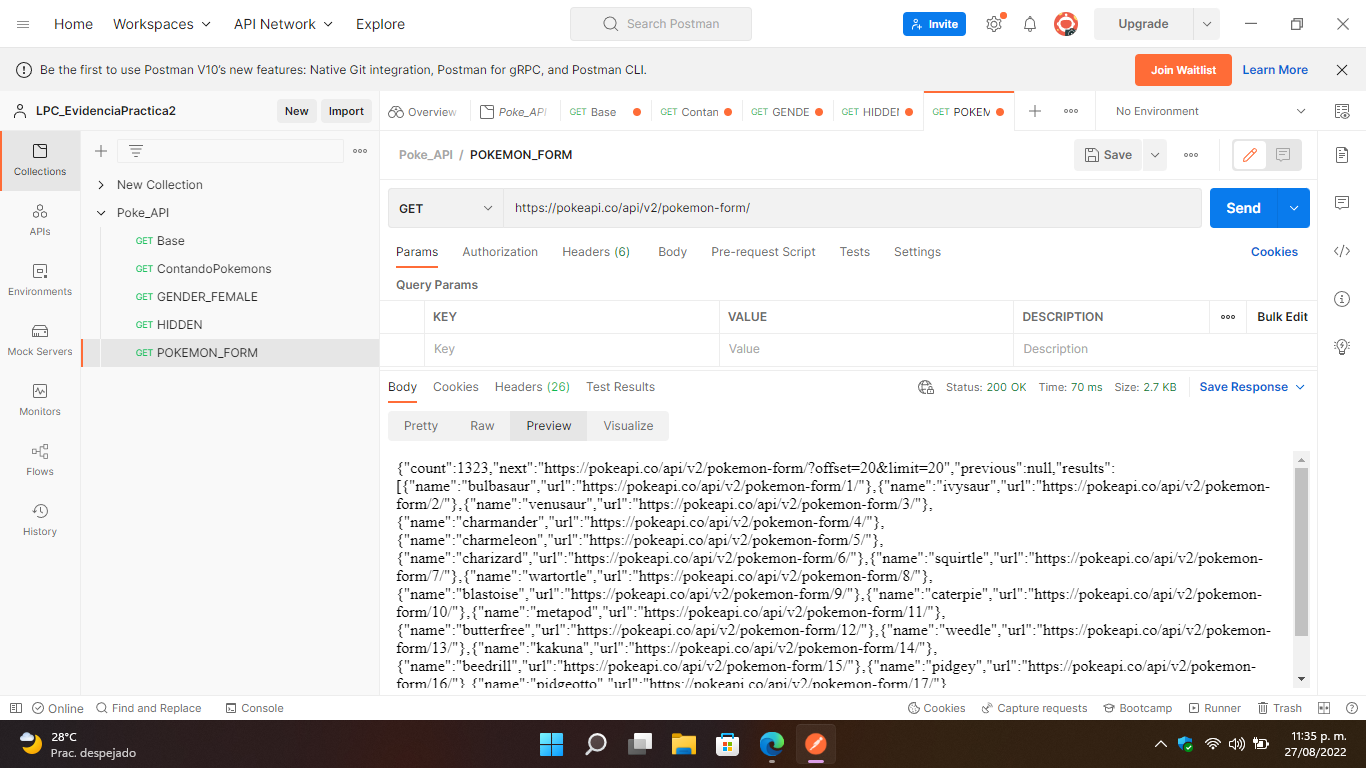 Home Workspaces API Network Explore Search Postman Invite Upgrade
Be the first to use Postman V10's new features: Native Git integration, Postman for gRPC, and Postman CLI. Join Waitlist Learn More
LPC_EvidenciaPractica2 New Import Overview Poke_API GET Base GET Contan GET GENDE GET HIDDEN GET POKEM No Environment
Collections
APIs
Environments
Mock Servers
Monitors
Flows
History
New Collection
Poke_API
GET Base
GET ContandoPokemons
GET GENDER_FEMALE
GET HIDDEN
GET POKEMON_FORM
Poke_API / POKEMON_FORM Save
GET https://pokeapi.co/api/v2/pokemon-form/ Send
Params Authorization Headers (6) Body Pre-request Script Tests Settings Cookies
Query Params
KEY VALUE DESCRIPTION Bulk Edit
Key Value Description
Body Cookies Headers (26) Test Results Status: 200 OK Time: 70 ms Size: 2.7 KB Save Response
Pretty Raw Preview Visualize
{"count":1323,"next":"https://pokeapi.co/api/v2/pokemon-form/?offset=20&limit=20","previous":null,"results":
[{"name":"bulbasaur","url":"https://pokeapi.co/api/v2/pokemon-form/1/"},{"name":"ivysaur","url":"https://pokeapi.co/api/v2/pokemon-
form/2/"},{"name":"venusaur","url":"https://pokeapi.co/api/v2/pokemon-form/3/"},
{"name":"charmander","url":"https://pokeapi.co/api/v2/pokemon-form/4/"},
{"name":"charmeleon","url":"https://pokeapi.co/api/v2/pokemon-form/5/"},
{"name":"charizard","url":"https://pokeapi.co/api/v2/pokemon-form/6/"},{"name":"squirtle","url":"https://pokeapi.co/api/v2/pokemon-
form/7/"},{"name":"wartortle","url":"https://pokeapi.co/api/v2/pokemon-form/8/"},
{"name":"blastoise","url":"https://pokeapi.co/api/v2/pokemon-form/9/"},{"name":"caterpie","url":"https://pokeapi.co/api/v2/pokemon-
form/10/"},{"name":"metapod","url":"https://pokeapi.co/api/v2/pokemon-form/11/"},
{"name":"butterfree","url":"https://pokeapi.co/api/v2/pokemon-form/12/"},{"name":"weedle","url":"https://pokeapi.co/api/v2/pokemon-
form/13/"},{"name":"kakuna","url":"https://pokeapi.co/api/v2/pokemon-form/14/"},
{"name":"beedrill","url":"https://pokeapi.co/api/v2/pokemon-form/15/"},{"name":"pidgey","url":"https://pokeapi.co/api/v2/pokemon-
form/16/"},{"name":"pidgeotto","url":"https://pokeapi.co/api/v2/pokemon-form/17/"}
Online Find and Replace Console Cookies Capture requests Bootcamp Runner Trash
28°C
Prac. despejado
11:35 p. m.
27/08/2022